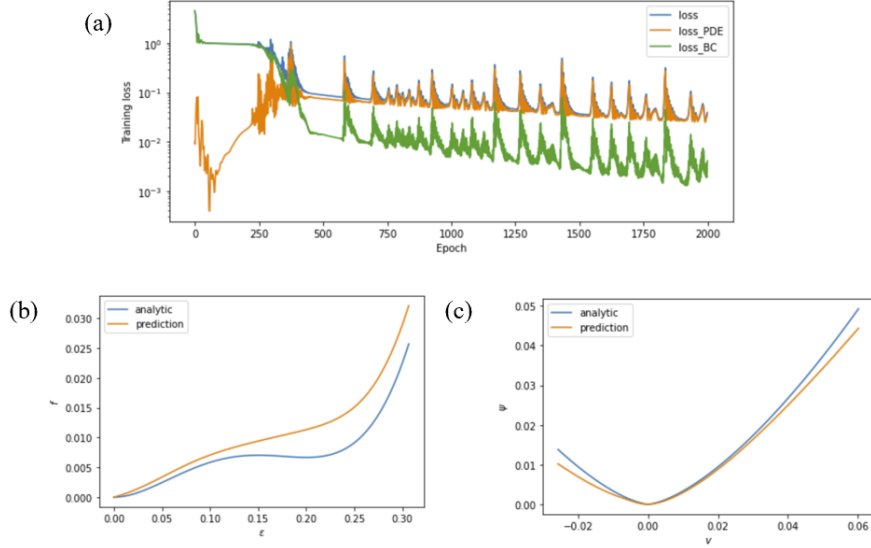 (a)
loss
loss_PDE
loss_BC
Training loss
10⁰
10⁻¹
10⁻²
10⁻³
0 250 500 750 1000 1250 1500 1750 2000
Epoch
(b)
analytic
prediction
f
0.030
0.025
0.020
0.015
0.010
0.005
0.000
0.00 0.05 0.10 0.15 0.20 0.25 0.30
ε
(c)
analytic
prediction
ψ
0.05
0.04
0.03
0.02
0.01
0.00
−0.02 0.00 0.02 0.04 0.06
v